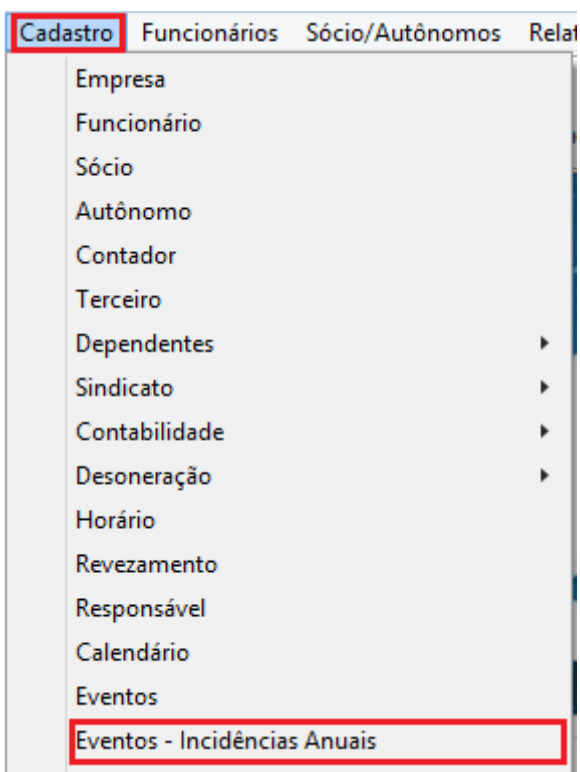 Cadastro Funcionários Sócio/Autônomos
Empresa
Funcionário
Sócio
Autônomo
Contador
Terceiro
Dependentes
Sindicato
Contabilidade
Desoneração
Horário
Revezamento
Responsável
Calendário
Eventos
Eventos - Incidências Anuais